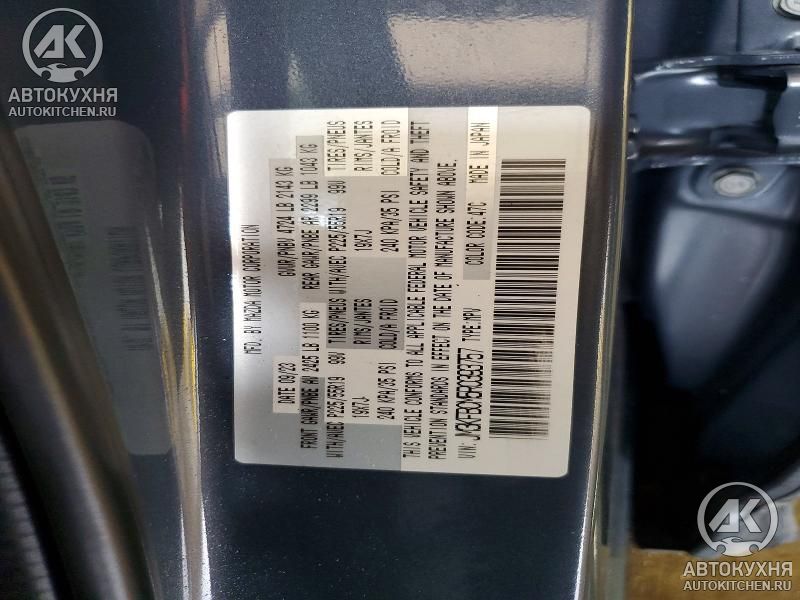 AK
АВТОКУХНЯ
AUTOKITCHEN.RU
MFD. BY MAZDA MOTOR CORPORATION
DATE 09/23 GVWR/PNBV 4724 LB 2143 KG
FRONT GAWR/PNBE AV 2425 LB 1100 KG REAR GAWR/PNBE AR 2299 LB 1043 KG
WITH/AVEC P225/55R19 99V TIRES/PNEUS WITH/AVEC P225/55R19 99V TIRES/PNEUS
19X7J RIMS/JANTES 19X7J RIMS/JANTES
240 KPA/35 PSI COLD/A FROID 240 KPA/35 PSI COLD/A FROID
THIS VEHICLE CONFORMS TO ALL APPLICABLE FEDERAL MOTOR VEHICLE SAFETY AND THEFT
PREVENTION STANDARDS IN EFFECT ON THE DATE OF MANUFACTURE SHOWN ABOVE.
VIN: TYPE:MPV COLAR CODE:47C MADE IN JAPAN
AK
АВТОКУХНЯ
AUTOKITCHEN.RU